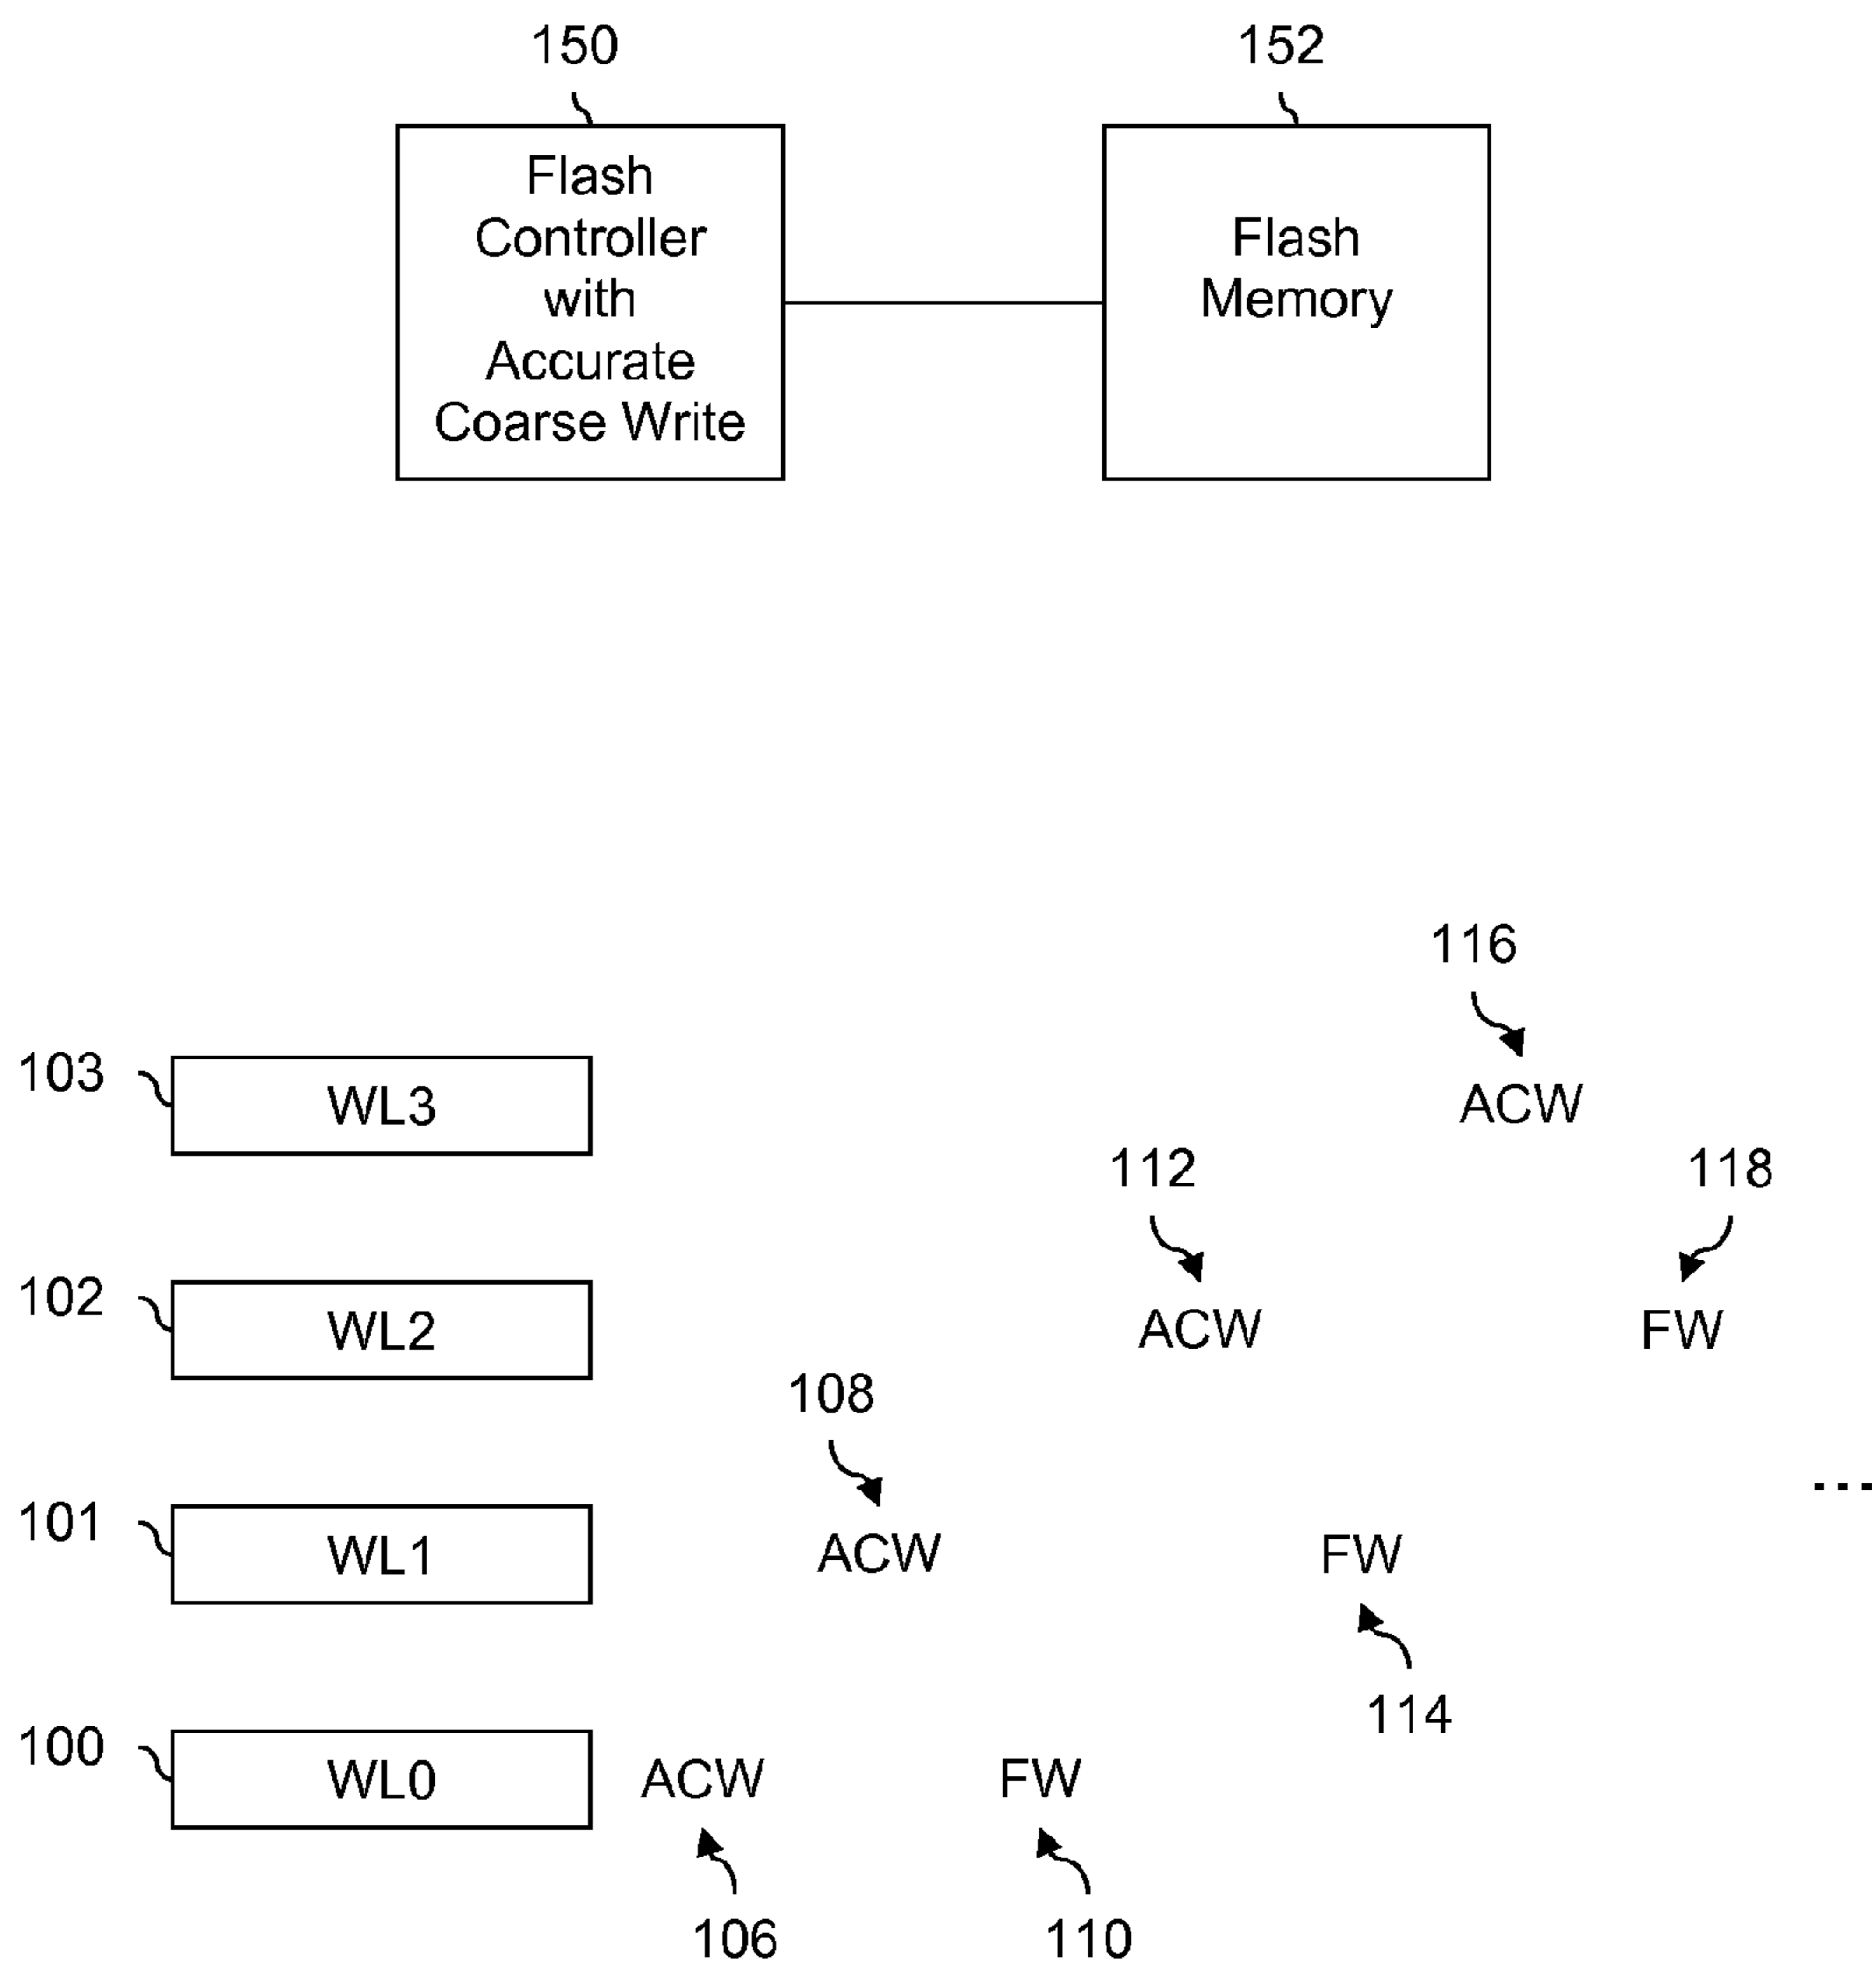 150 152
Flash
Controller
with
Accurate
Coarse Write
Flash
Memory
116
103 WL3 ACW
112 118
102 WL2 ACW FW
108
101 WL1 ACW FW
...
114
100 WL0 ACW FW
106 110